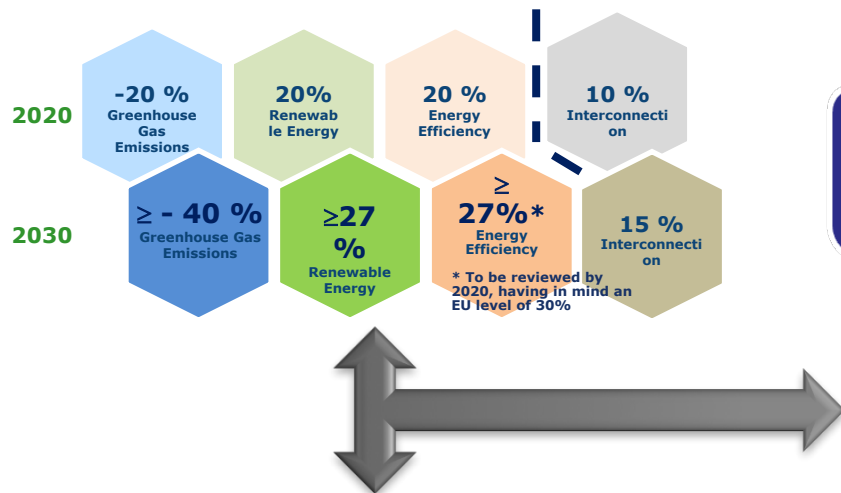 2020
-20 %
Greenhouse
Gas
Emissions
20%
Renewab
le Energy
20 %
Energy
Efficiency
10 %
Interconnecti
on
2030
≥ - 40 %
Greenhouse Gas
Emissions
≥27
%
Renewable
Energy
≥
27%*
Energy
Efficiency
* To be reviewed by
2020, having in mind an
EU level of 30%
15 %
Interconnecti
on